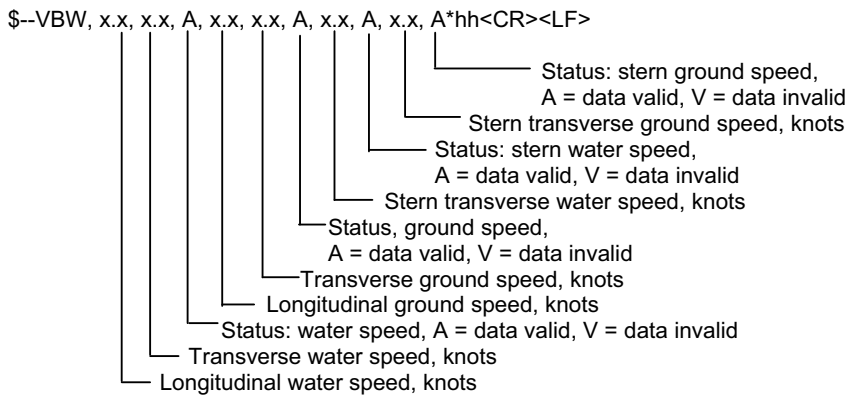 $--VBW, x.x, x.x, A, x.x, x.x, A, x.x, A, x.x, A*hh<CR><LF>
Status: stern ground speed,
A = data valid, V = data invalid
Stern transverse ground speed, knots
Status: stern water speed,
A = data valid, V = data invalid
Stern transverse water speed, knots
Status, ground speed,
A = data valid, V = data invalid
Transverse ground speed, knots
Longitudinal ground speed, knots
Status: water speed, A = data valid, V = data invalid
Transverse water speed, knots
Longitudinal water speed, knots